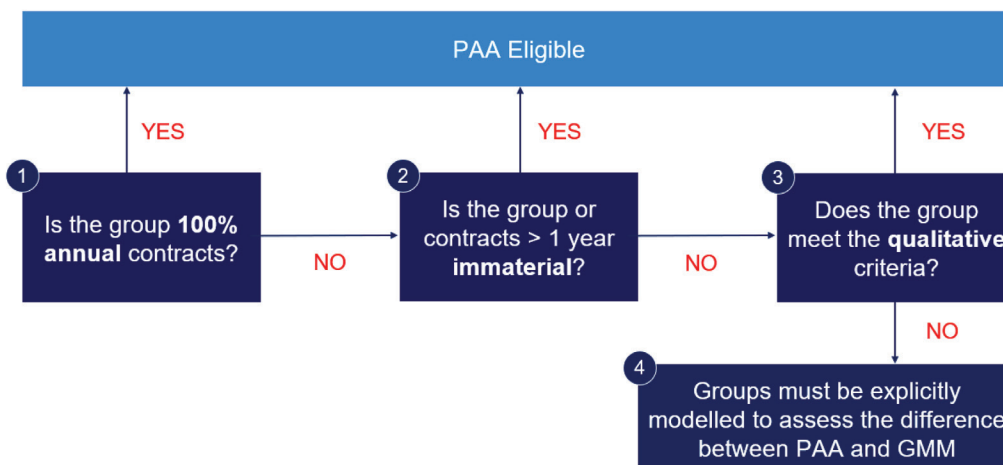 PAA Eligible
YES
YES
YES
1
Is the group 100%
annual contracts?
NO
2
Is the group or
contracts > 1 year
immaterial?
NO
3
Does the group
meet the qualitative
criteria?
NO
4
Groups must be explicitly
modelled to assess the difference
between PAA and GMM